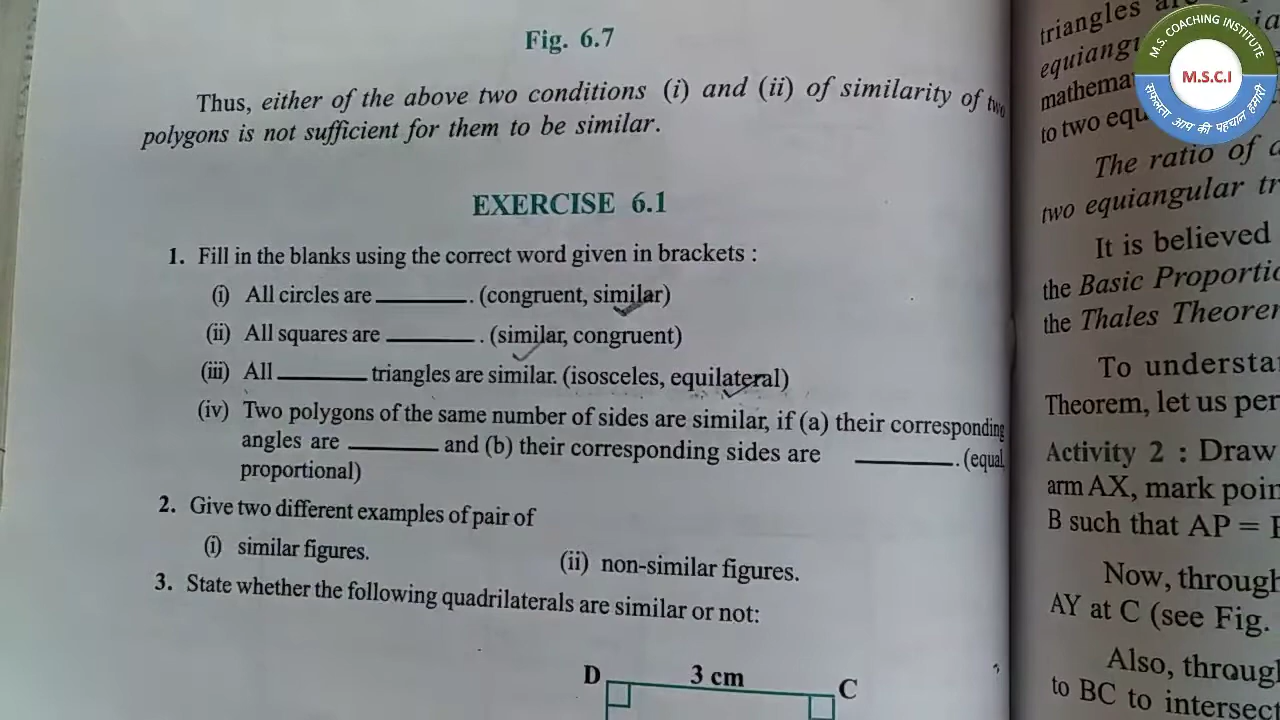 Fig. 6.7
Thus, either of the above two conditions (i) and (ii) of similarity of two
polygons is not sufficient for them to be similar.
EXERCISE 6.1
1. Fill in the blanks using the correct word given in brackets :
(i) All circles are ________. (congruent, similar)
(ii) All squares are ________. (similar, congruent)
(iii) All ________ triangles are similar. (isosceles, equilateral)
(iv) Two polygons of the same number of sides are similar, if (a) their corresponding
angles are ________ and (b) their corresponding sides are ________. (equal,
proportional)
2. Give two different examples of pair of
(i) similar figures. (ii) non-similar figures.
3. State whether the following quadrilaterals are similar or not:
D 3 cm C
triangles are
equiangu
mathema
to two equ
The ratio of a
two equiangular tr
It is believed
the Basic Proportio
the Thales Theorem
To understa
Theorem, let us per
Activity 2 : Draw
arm AX, mark poin
B such that AP =
Now, through
AY at C (see Fig.
Also, through
to BC to intersect
M.S. COACHING INSTITUTE
M.S.C.I
सफलता आप की पहचान हमारी